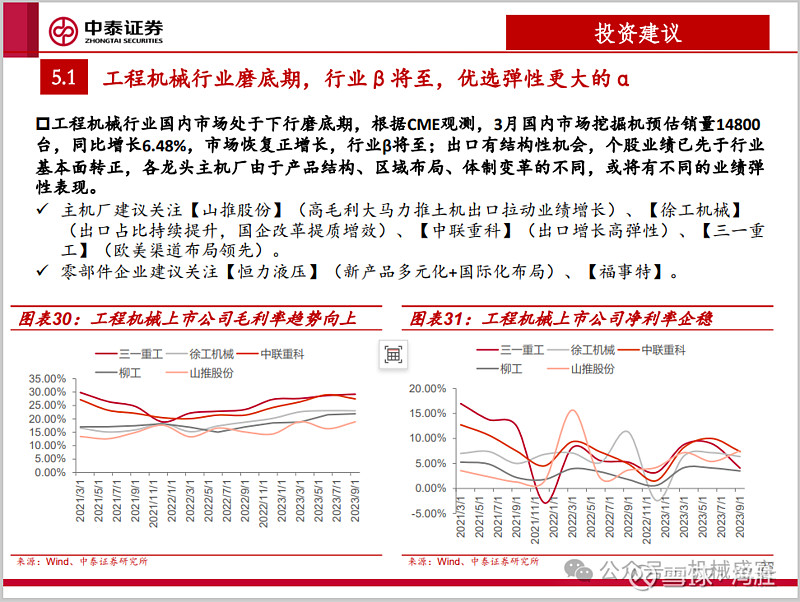 中泰证券
ZHONGTAI SECURITIES
投资建议
5.1
工程机械行业磨底期，行业β将至，优选弹性更大的α
工程机械行业国内市场处于下行磨底期，根据CME观测，3月国内市场挖掘机预估销量14800
台，同比增长6.48%，市场恢复正增长，行业β将至；出口有结构性机会，个股业绩已先于行业
基本面转正，各龙头主机厂由于产品结构、区域布局、体制变革的不同，或将有不同的业绩弹
性表现。
✓ 主机厂建议关注【山推股份】（高毛利大马力推土机出口拉动业绩增长）、【徐工机械】
（出口占比持续提升，国企改革提质增效）、【中联重科】（出口增长高弹性）、【三一重
工】（欧美渠道布局领先）。
✓ 零部件企业建议关注【恒力液压】（新产品多元化+国际化布局）、【福事特】。
图表30：工程机械上市公司毛利率趋势向上
三一重工 徐工机械 中联重科
柳工 山推股份
35.00%
30.00%
25.00%
20.00%
15.00%
10.00%
5.00%
0.00%
2021/3/1 2021/5/1 2021/7/1 2021/9/1 2021/11/1 2022/1/1 2022/3/1 2022/5/1 2022/7/1 2022/9/1 2022/11/1 2023/1/1 2023/3/1 2023/5/1 2023/7/1 2023/9/1
来源：Wind、中泰证券研究所
图表31：工程机械上市公司净利率企稳
三一重工 徐工机械 中联重科
柳工 山推股份
20.00%
15.00%
10.00%
5.00%
0.00%
-5.00%
2021/3/1 2021/5/1 2021/7/1 2021/9/1 2021/11/1 2022/1/1 2022/3/1 2022/5/1 2022/7/1 2022/9/1 2022/11/1 2023/1/1 2023/3/1 2023/5/1 2023/7/1 2023/9/1
来源：Wind、中泰证券研究所
公众号
机械
雪球